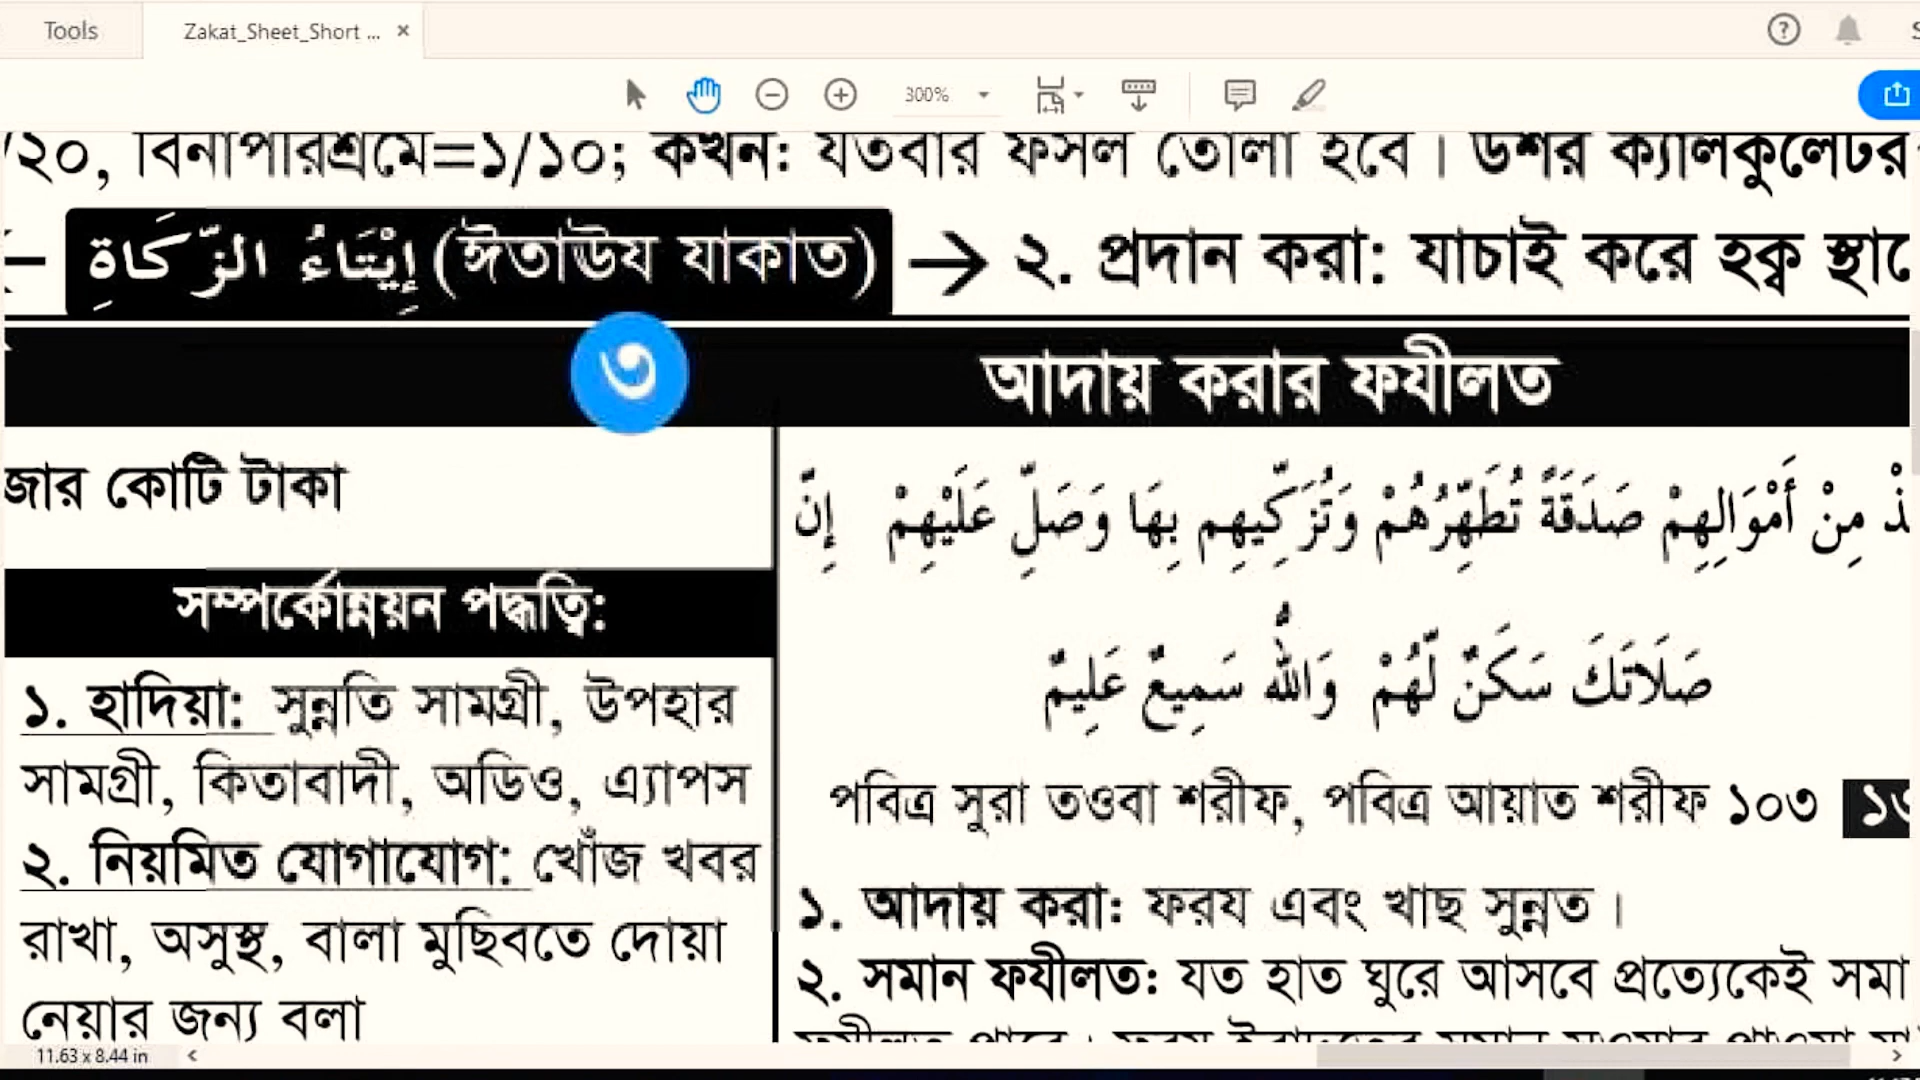 Tools
Zakat_Sheet_Short ...
300%
/২০, বিনাপরিশ্রমে=১/১০; কখন: যতবার ফসল তোলা হবে। উশর ক্যালকুলেটর
إِيْتَاءُ الزَّكَاةِ (ঈতাউয যাকাত) → ২. প্রদান করা: যাচাই করে হক্ব স্থানে
৩ আদায় করার ফযীলত
জার কোটি টাকা
সম্পর্কোন্নয়ন পদ্ধত্বি:
১. হাদিয়া: সুন্নতি সামগ্রী, উপহার
সামগ্রী, কিতাবাদী, অডিও, এ্যাপস
২. নিয়মিত যোগাযোগ: খোঁজ খবর
রাখা, অসুস্থ, বালা মুছিবতে দোয়া
নেয়ার জন্য বলা
ذْ مِنْ أَمْوَالِهِمْ صَدَقَةً تُطَهِّرُهُمْ وَتُزَكِّيهِم بِهَا وَصَلِّ عَلَيْهِمْ إِنَّ
صَلَاتَكَ سَكَنٌ لَّهُمْ وَاللَّهُ سَمِيعٌ عَلِيمٌ
পবিত্র সুরা তওবা শরীফ, পবিত্র আয়াত শরীফ ১০৩
১. আদায় করা: ফরয এবং খাছ সুন্নত।
২. সমান ফযীলত: যত হাত ঘুরে আসবে প্রত্যেকেই সমা
11.63 x 8.44 in